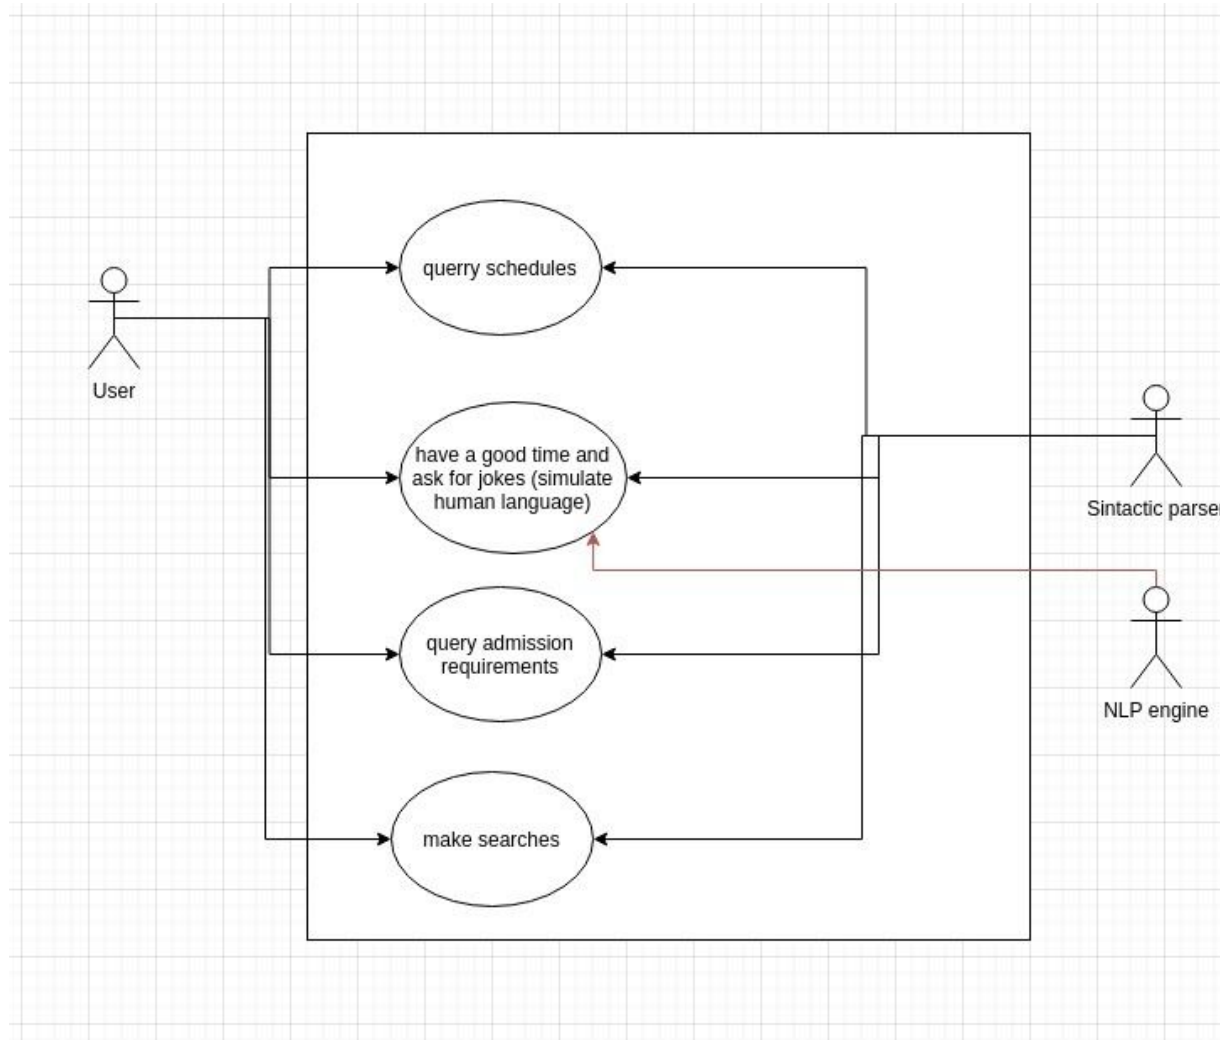 querry schedules
User
have a good time and
ask for jokes (simulate
human language)
Sintactic parser
query admission
requirements
NLP engine
make searches